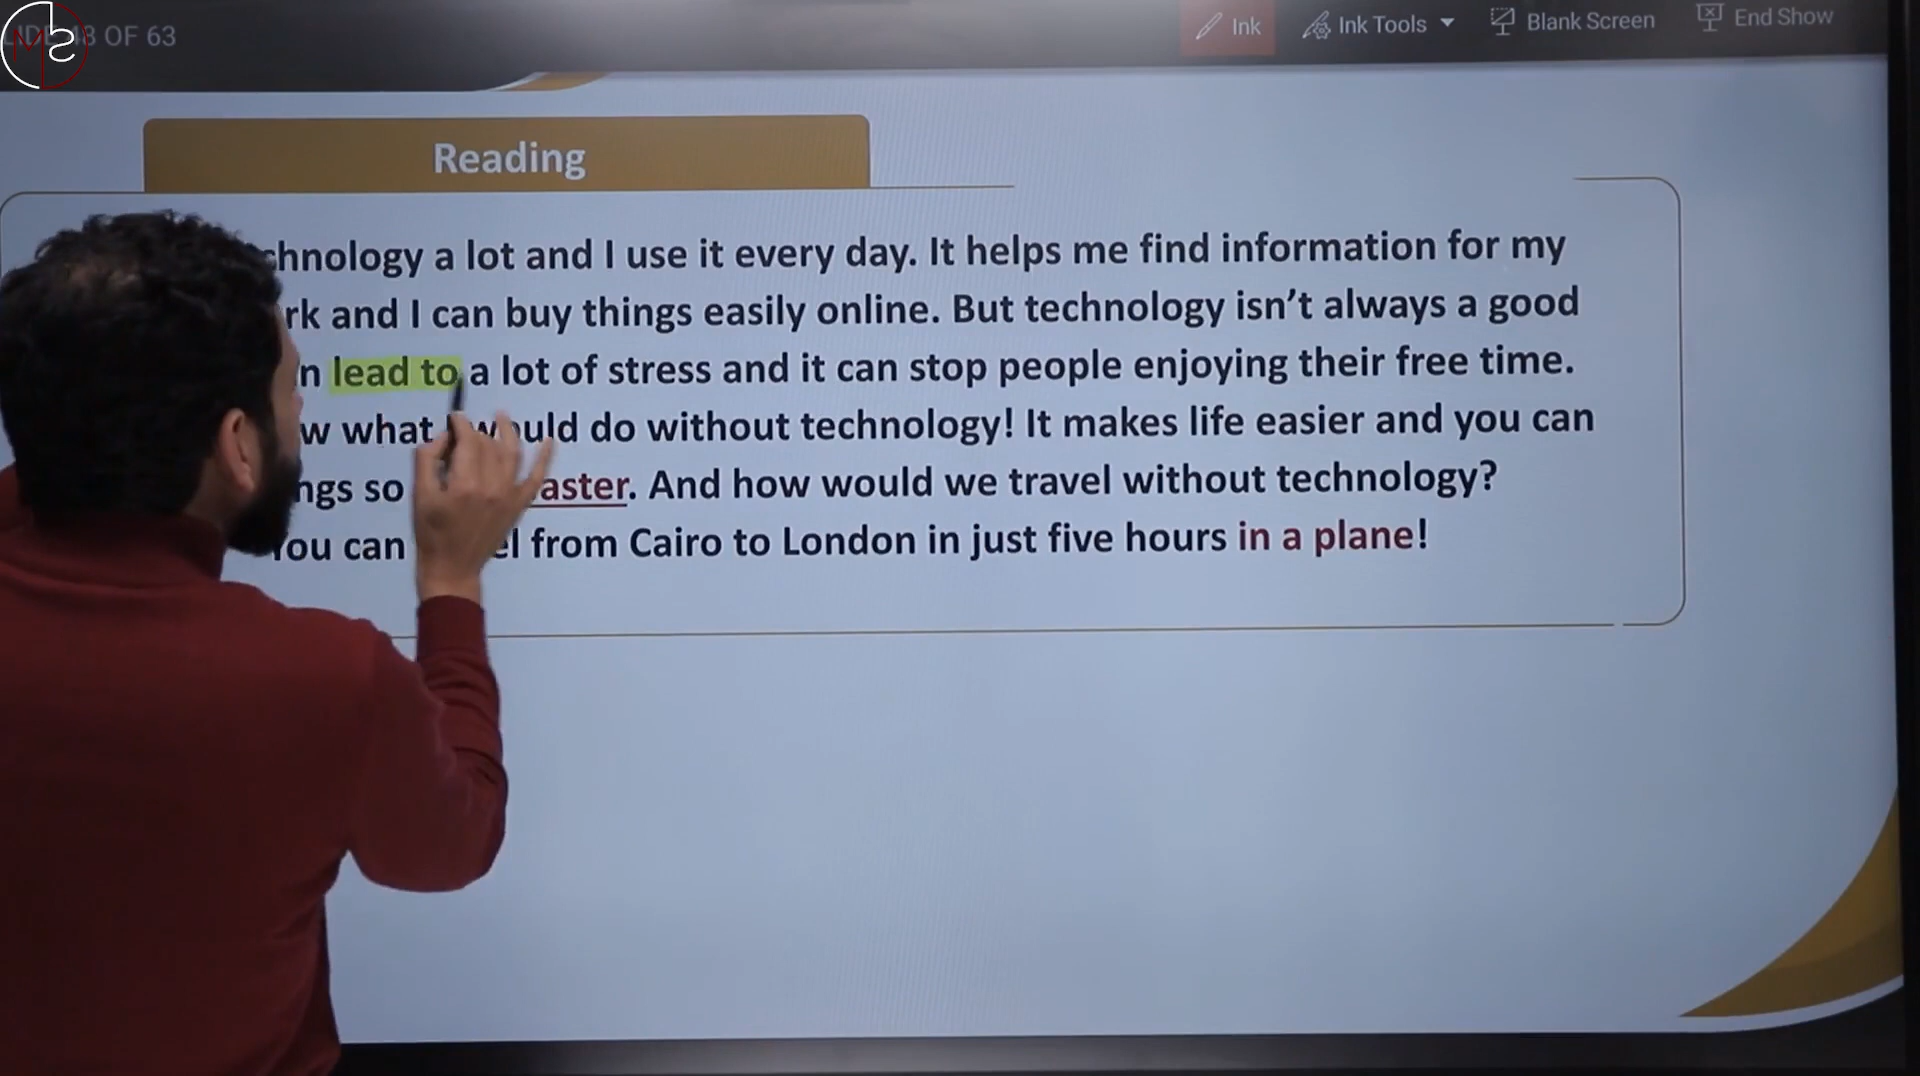 48 OF 63
Ink
Ink Tools
Blank Screen
End Show
Reading
chnology a lot and I use it every day. It helps me find information for my
rk and I can buy things easily online. But technology isn't always a good
n lead to a lot of stress and it can stop people enjoying their free time.
w what I would do without technology! It makes life easier and you can
ngs so aster. And how would we travel without technology?
You can el from Cairo to London in just five hours in a plane!